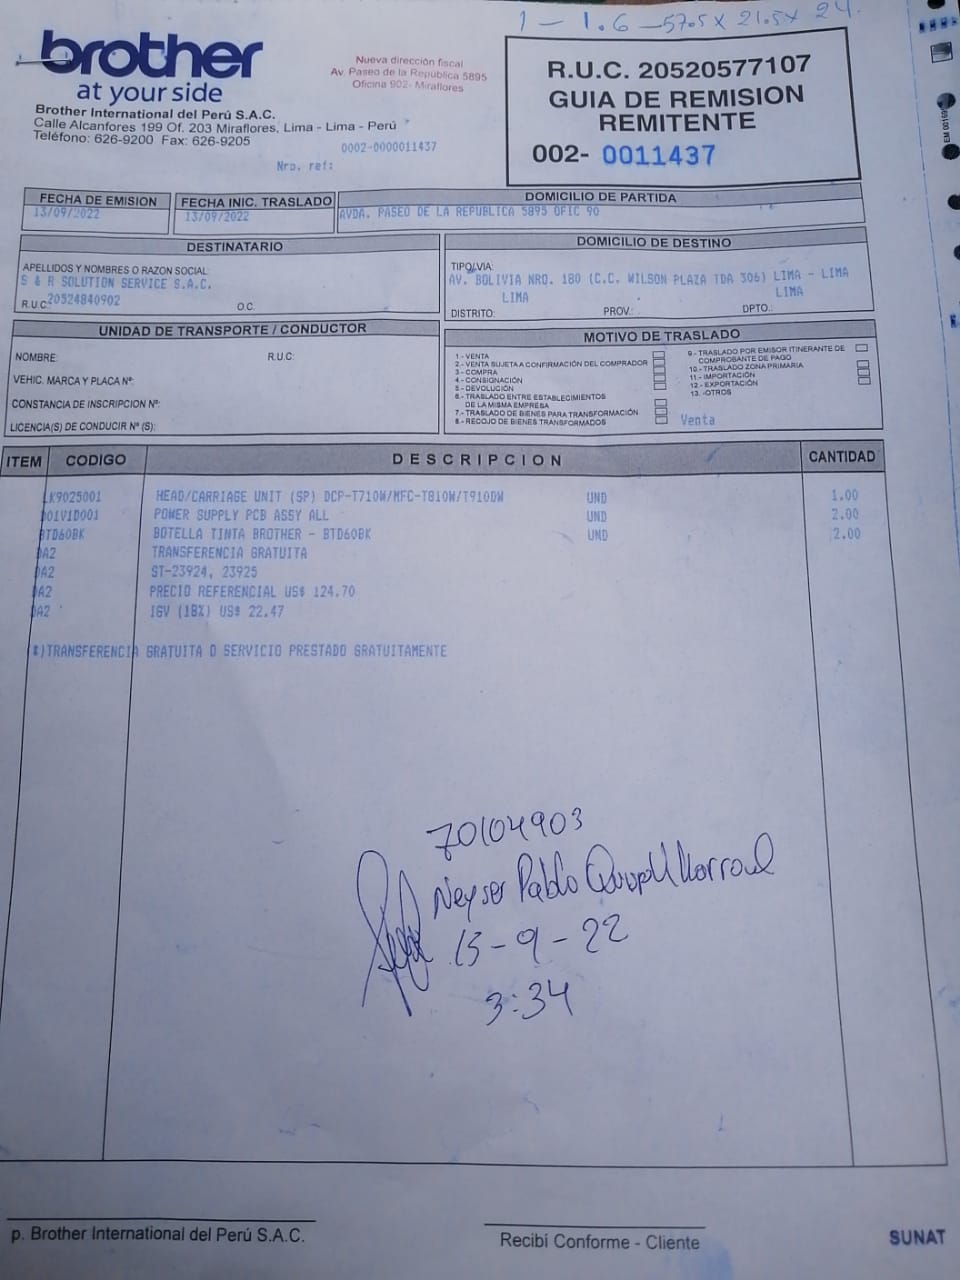 1 - 1.6 - 57.5 X 21.5 X 24.
brother
at your side
Brother International del Perú S.A.C.
Calle Alcanfores 199 Of. 203 Miraflores, Lima - Lima - Perú
Teléfono: 626-9200 Fax: 626-9205
Nueva dirección fiscal
Av. Paseo de la Republica 5895
Oficina 902- Miraflores
0002-0000011437
Nro. ref:
R.U.C. 20520577107
GUIA DE REMISION
REMITENTE
002- 0011437
FECHA DE EMISION
13/09/2022
FECHA INIC. TRASLADO
13/09/2022
DOMICILIO DE PARTIDA
AVDA. PASEO DE LA REPUBLICA 5895 OFIC 90
DESTINATARIO
APELLIDOS Y NOMBRES O RAZON SOCIAL:
S & R SOLUTION SERVICE S.A.C.
R.U.C. 20524840902 O.C.
DOMICILIO DE DESTINO
TIPO/VIA:
AV. BOLIVIA NRO. 180 (C.C. WILSON PLAZA TDA 306) LIMA - LIMA
LIMA LIMA
DISTRITO: PROV.: DPTO.:
UNIDAD DE TRANSPORTE / CONDUCTOR
NOMBRE: R.U.C:
VEHIC. MARCA Y PLACA Nº:
CONSTANCIA DE INSCRIPCION Nº:
LICENCIA(S) DE CONDUCIR Nº (S):
MOTIVO DE TRASLADO
1.- VENTA
2.- VENTA SUJETA A CONFIRMACIÓN DEL COMPRADOR
3.- COMPRA
4.- CONSIGNACIÓN
5.- DEVOLUCIÓN
6.- TRASLADO ENTRE ESTABLECIMIENTOS
DE LA MISMA EMPRESA
7.- TRASLADO DE BIENES PARA TRANSFORMACIÓN
8.- RECOJO DE BIENES TRANSFORMADOS
9.- TRASLADO POR EMISOR ITINERANTE DE
COMPROBANTE DE PAGO
10.- TRASLADO ZONA PRIMARIA
11.- IMPORTACIÓN
12.- EXPORTACIÓN
13. -OTROS
Venta
ITEM CODIGO DESCRIPCION CANTIDAD
LK9025001 HEAD/CARRIAGE UNIT (SP) DCP-T710W/MFC-T810W/T910DW UND 1.00
D01V1D001 POWER SUPPLY PCB ASSY ALL UND 2.00
BTD60BK BOTELLA TINTA BROTHER - BTD60BK UND 2.00
DA2 TRANSFERENCIA GRATUITA
DA2 ST-23924, 23925
DA2 PRECIO REFERENCIAL US$ 124.70
DA2 IGV (18%) US$ 22.47
*)TRANSFERENCIA GRATUITA O SERVICIO PRESTADO GRATUITAMENTE
70104903
Neyser Pablo
15-9-22
3:34
p. Brother International del Perú S.A.C.
Recibí Conforme - Cliente
SUNAT